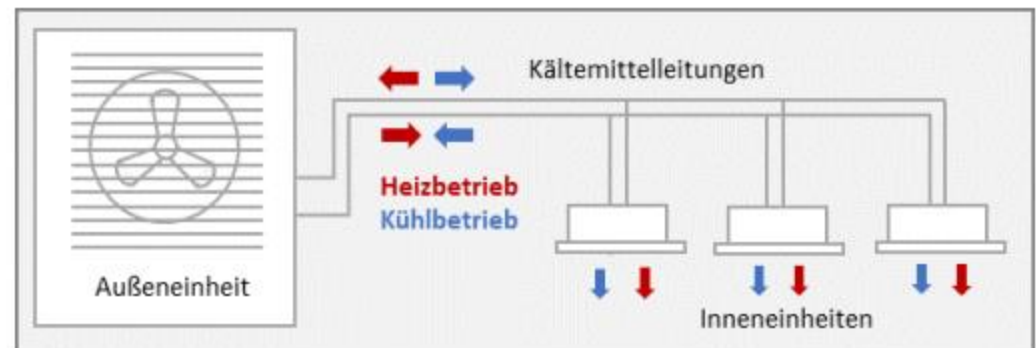 Kältemittelleitungen
Heizbetrieb
Kühlbetrieb
Außeneinheit
Inneneinheiten